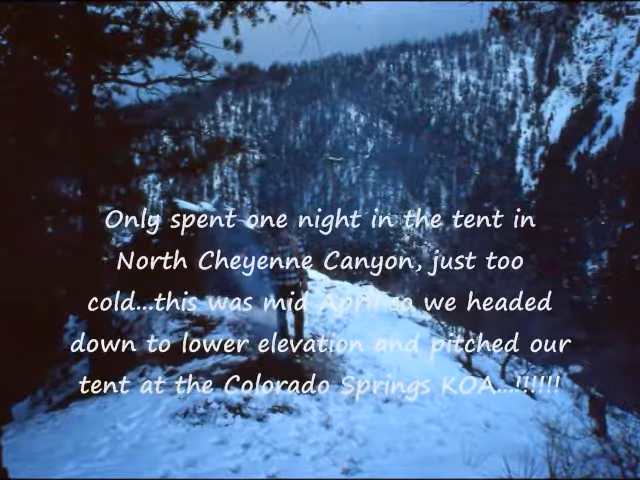 Only spent one night in the tent in
North Cheyenne Canyon, just too
cold...this was mid April so we headed
down to lower elevation and pitched our
tent at the Colorado Springs KOA...!!!!!!